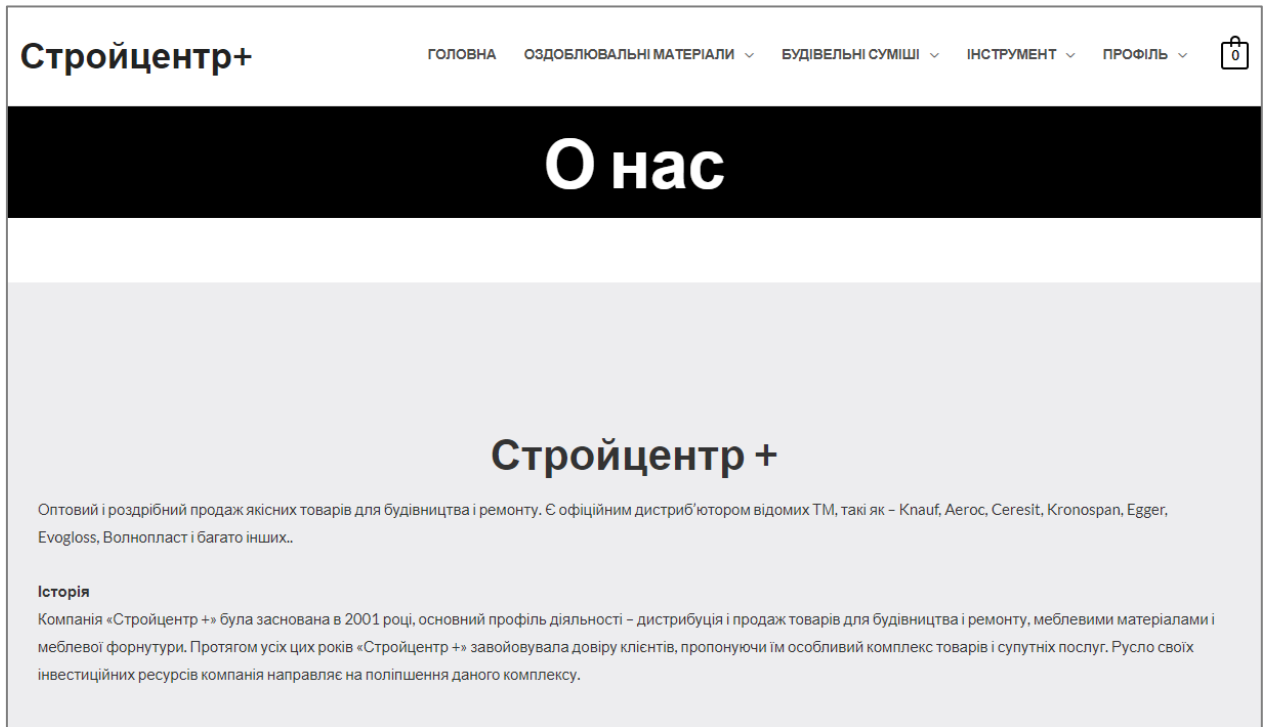 Стройцентр+
ГОЛОВНА ОЗДОБЛЮВАЛЬНІ МАТЕРІАЛИ БУДІВЕЛЬНІ СУМІШІ ІНСТРУМЕНТ ПРОФІЛЬ 0
О нас
Стройцентр +
Оптовий і роздрібний продаж якісних товарів для будівництва і ремонту. Є офіційним дистриб’ютором відомих ТМ, такі як – Knauf, Aeroc, Ceresit, Kronospan, Egger,
Evogloss, Волнопласт і багато інших..
Історія
Компанія «Стройцентр +» була заснована в 2001 році, основний профіль діяльності – дистрибуція і продаж товарів для будівництва і ремонту, меблевими матеріалами і
меблевої форнутури. Протягом усіх цих років «Стройцентр +» завойовувала довіру клієнтів, пропонуючи їм особливий комплекс товарів і супутніх послуг. Русло своїх
інвестиційних ресурсів компанія направляє на поліпшення даного комплексу.